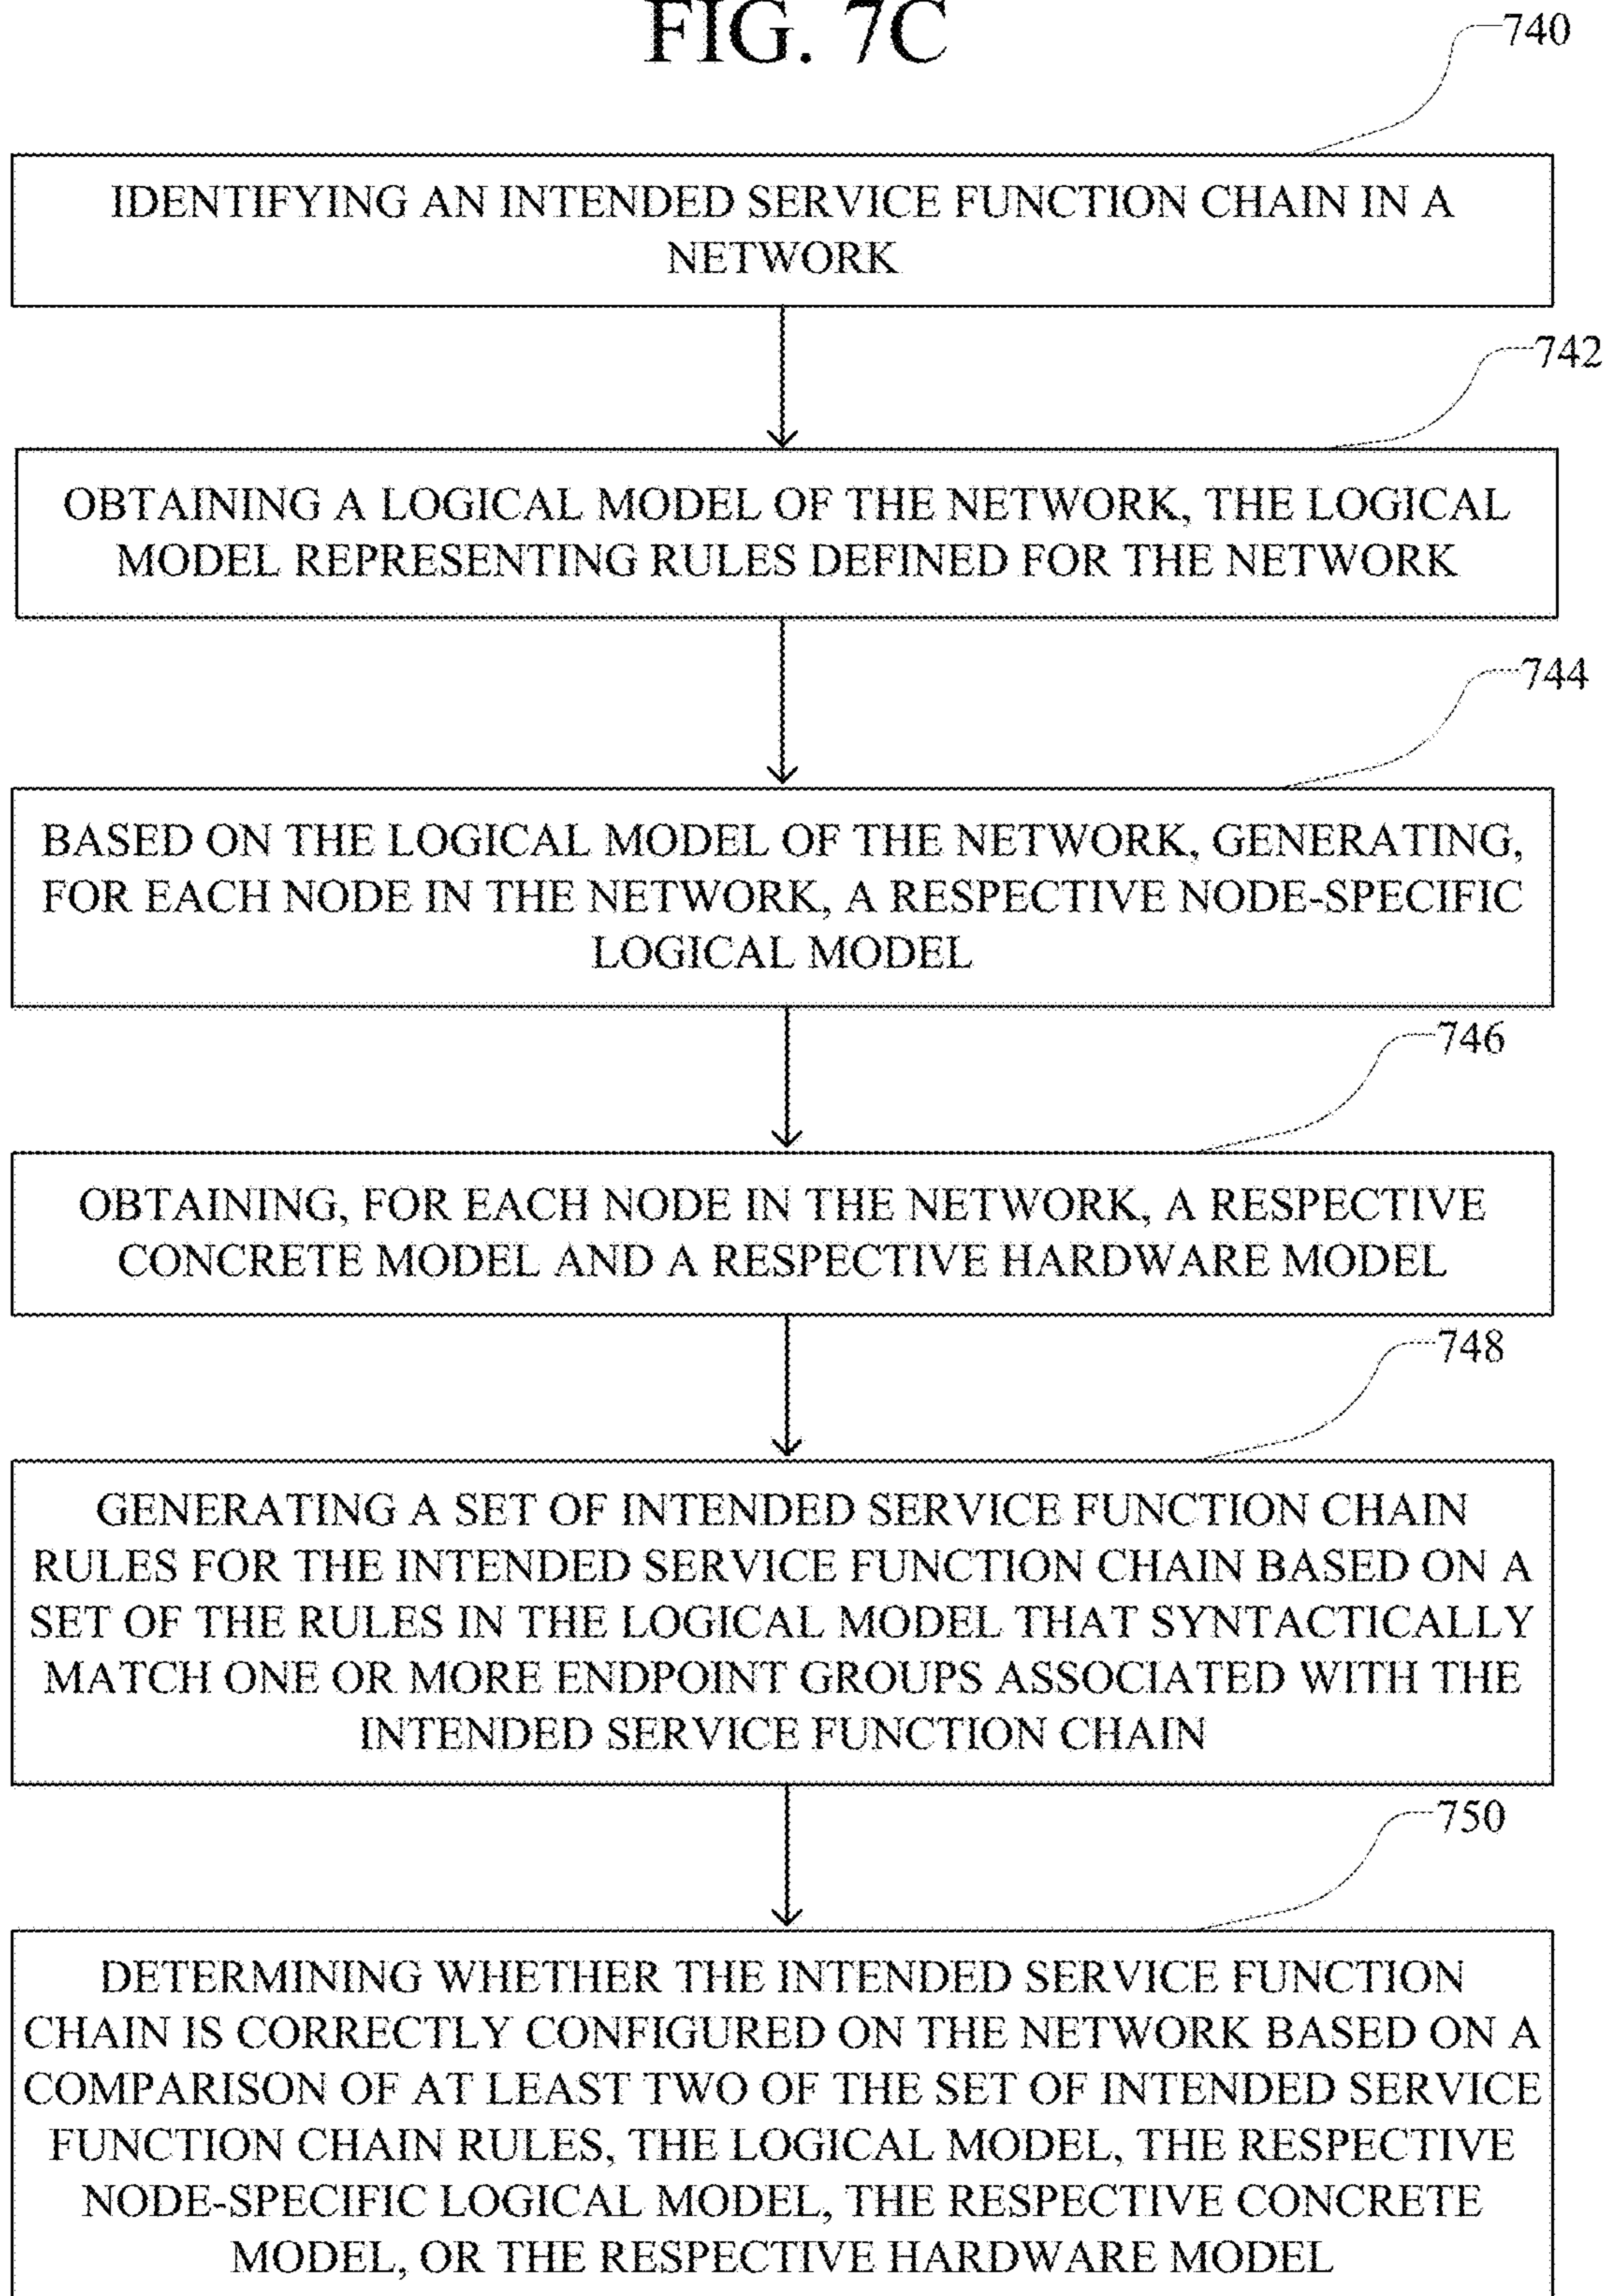 FIG. 7C
740
IDENTIFYING AN INTENDED SERVICE FUNCTION CHAIN IN A
NETWORK
742
OBTAINING A LOGICAL MODEL OF THE NETWORK, THE LOGICAL
MODEL REPRESENTING RULES DEFINED FOR THE NETWORK
744
BASED ON THE LOGICAL MODEL OF THE NETWORK, GENERATING,
FOR EACH NODE IN THE NETWORK, A RESPECTIVE NODE-SPECIFIC
LOGICAL MODEL
746
OBTAINING, FOR EACH NODE IN THE NETWORK, A RESPECTIVE
CONCRETE MODEL AND A RESPECTIVE HARDWARE MODEL
748
GENERATING A SET OF INTENDED SERVICE FUNCTION CHAIN
RULES FOR THE INTENDED SERVICE FUNCTION CHAIN BASED ON A
SET OF THE RULES IN THE LOGICAL MODEL THAT SYNTACTICALLY
MATCH ONE OR MORE ENDPOINT GROUPS ASSOCIATED WITH THE
INTENDED SERVICE FUNCTION CHAIN
750
DETERMINING WHETHER THE INTENDED SERVICE FUNCTION
CHAIN IS CORRECTLY CONFIGURED ON THE NETWORK BASED ON A
COMPARISON OF AT LEAST TWO OF THE SET OF INTENDED SERVICE
FUNCTION CHAIN RULES, THE LOGICAL MODEL, THE RESPECTIVE
NODE-SPECIFIC LOGICAL MODEL, THE RESPECTIVE CONCRETE
MODEL, OR THE RESPECTIVE HARDWARE MODEL